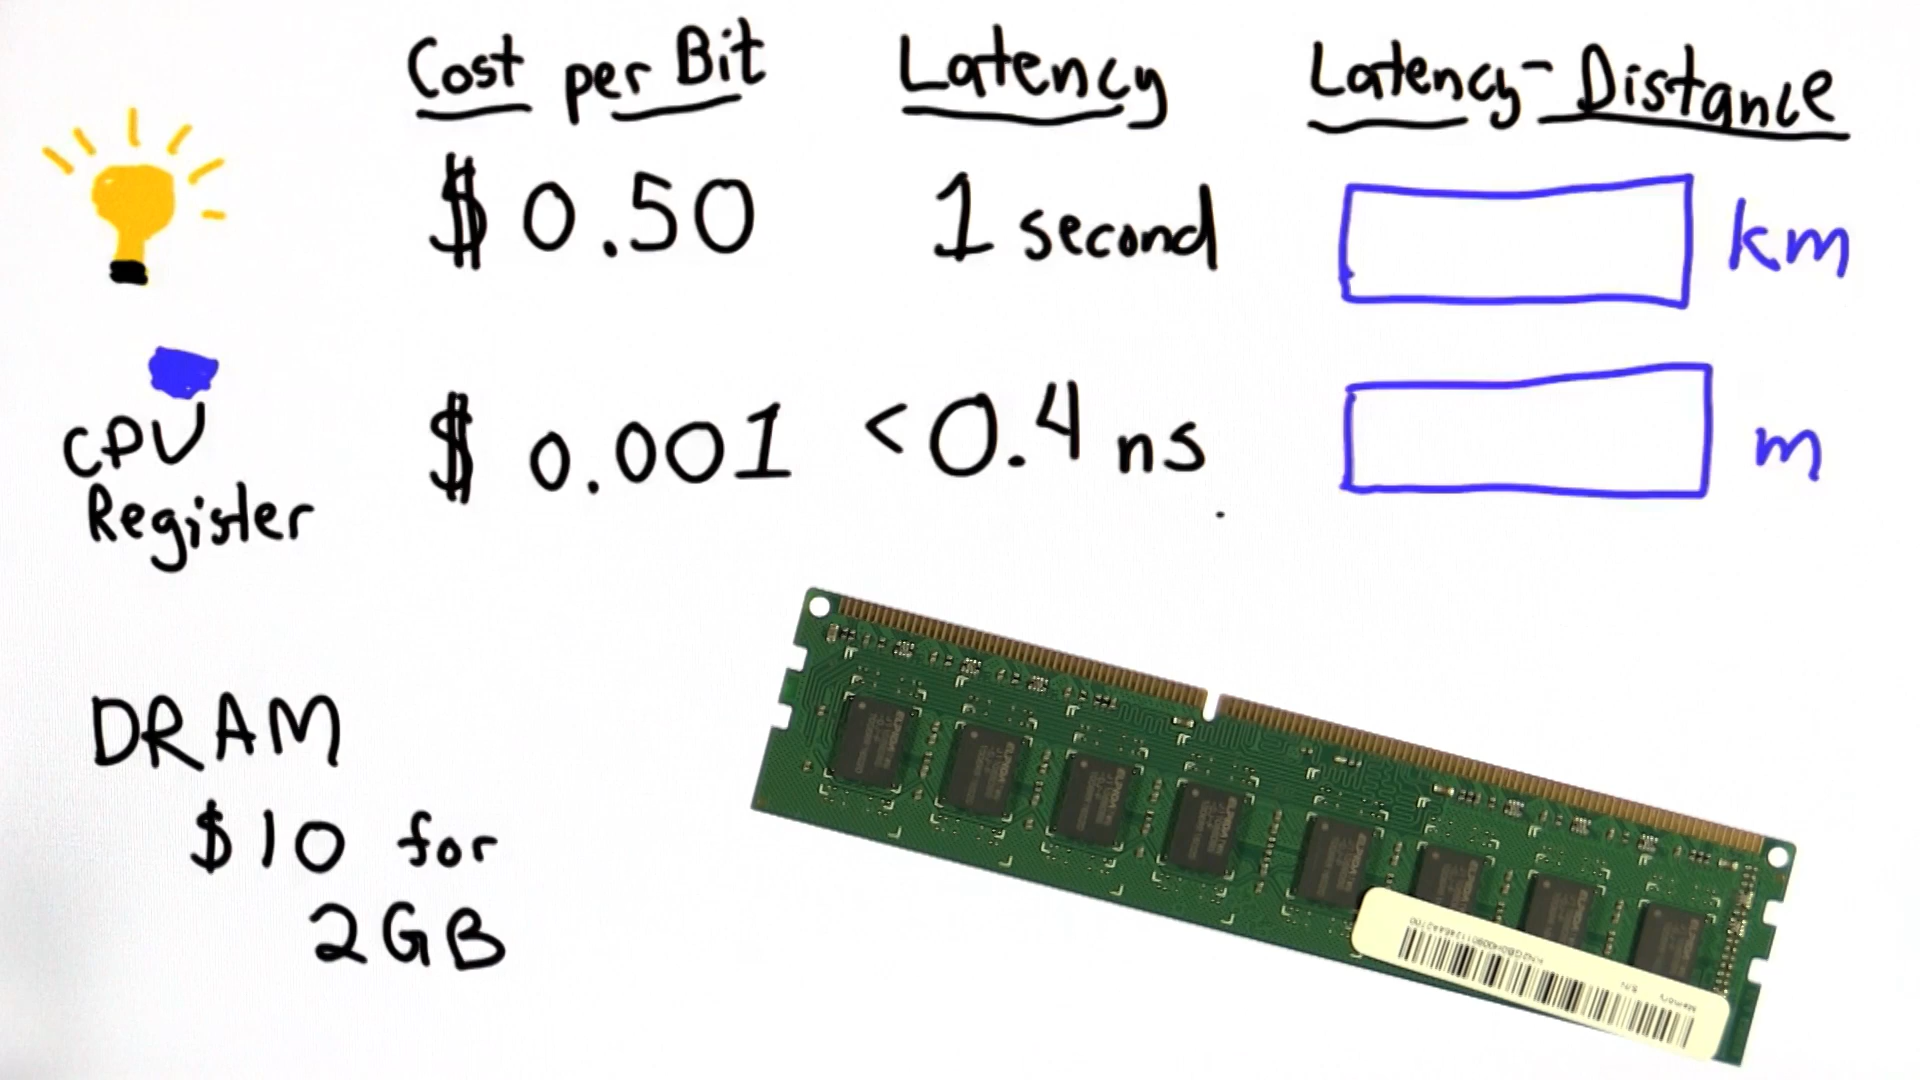 Cost per Bit Latency Latency-Distance
$ 0.50 1 second km
CPU
Register
$ 0.001 <0.4 ns m
DRAM
$10 for
2GB